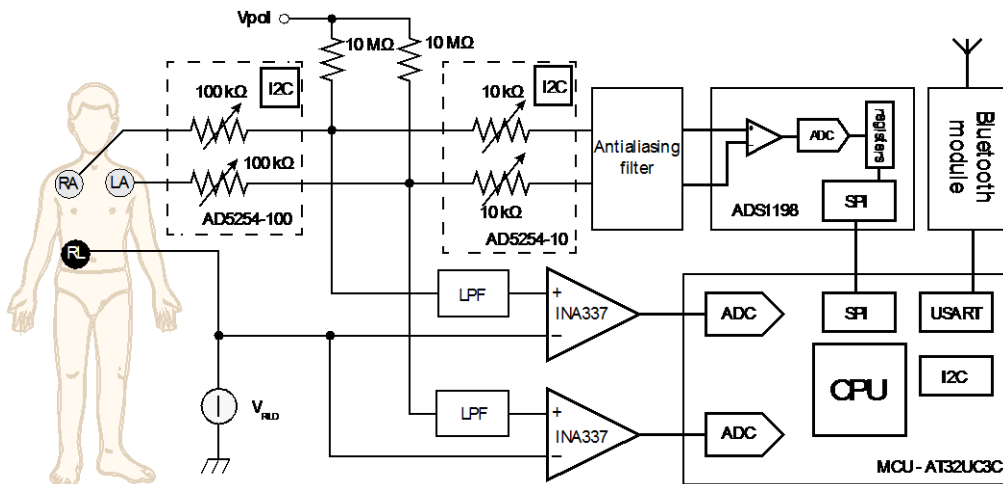 Vpol
10 MΩ
10 MΩ
100 kΩ
I2C
100 kΩ
AD5254-100
10 kΩ
I2C
10 kΩ
AD5254-10
Antialiasing
filter
+
−
ADC
registers
SPI
ADS1198
Bluetooth
module
RA
LA
RL
VRLD
LPF
+
INA337
−
ADC
LPF
+
INA337
−
ADC
SPI
USART
CPU
I2C
MCU - AT32UC3C